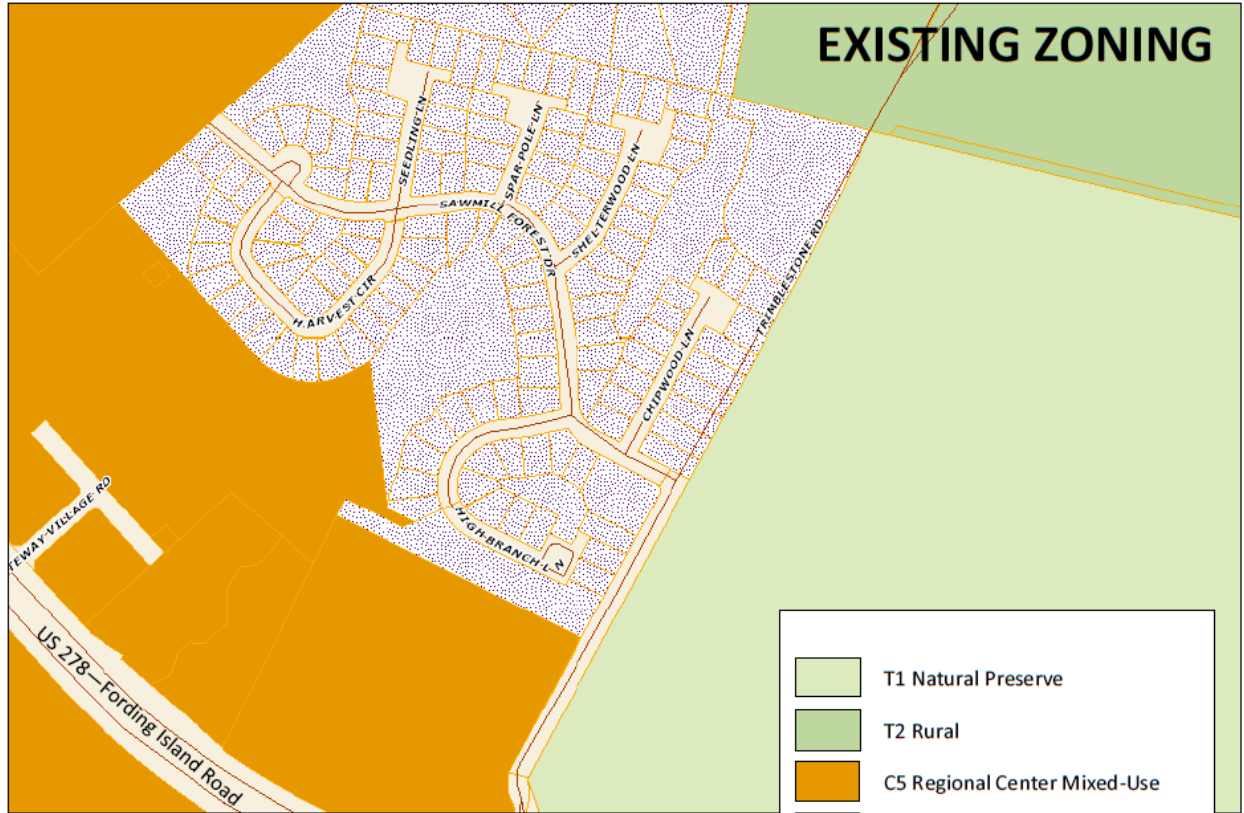 EXISTING ZONING
SEEDLING LN
SPAR POLE LN
SHELTERWOOD LN
SAWMILL FOREST DR
HARVEST CIR
TRIMBLESTONE RD
CHIPWOOD LN
HIGH BRANCH LN
TEWAY VILLAGE RD
US 278—Fording Island Road
T1 Natural Preserve
T2 Rural
C5 Regional Center Mixed-Use